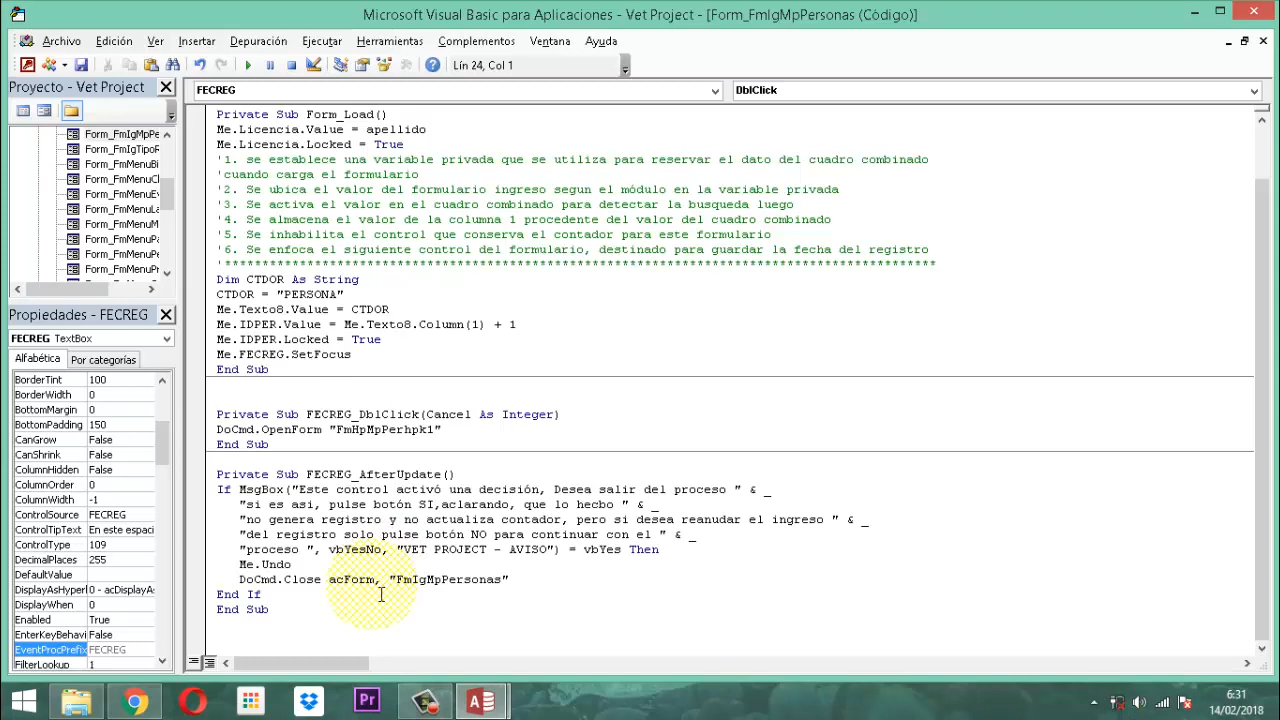 Microsoft Visual Basic para Aplicaciones - Vet Project - [Form_FmIgMpPersonas (Código)]
Archivo Edición Ver Insertar Depuración Ejecutar Herramientas Complementos Ventana Ayuda
Lín 24, Col 1
Proyecto - Vet Project
Form_FmIgMpPe
Form_FmIgTipoR
Form_FmMenuBi
Form_FmMenuCl
Form_FmMenuEv
Form_FmMenuLa
Form_FmMenuM
Form_FmMenuPa
Form_FmMenuPe
Form_FmMenuPr
Propiedades - FECREG
FECREG TextBox
Alfabética Por categorías
BorderTint 100
BorderWidth 0
BottomMargin 0
BottomPadding 150
CanGrow False
CanShrink False
ColumnHidden False
ColumnOrder 0
ColumnWidth -1
ControlSource FECREG
ControlTipText En este espaci
ControlType 109
DecimalPlaces 255
DefaultValue
DisplayAsHyperl 0 - acDisplayAs
DisplayWhen 0
Enabled True
EnterKeyBehavi False
EventProcPrefix FECREG
FilterLookup 1
FECREG DblClick
Private Sub Form_Load()
Me.Licencia.Value = apellido
Me.Licencia.Locked = True
'1. se establece una variable privada que se utiliza para reservar el dato del cuadro combinado
'cuando carga el formulario
'2. Se ubica el valor del formulario ingreso segun el módulo en la variable privada
'3. Se activa el valor en el cuadro combinado para detectar la busqueda luego
'4. Se almacena el valor de la columna 1 procedente del valor del cuadro combinado
'5. Se inhabilita el control que conserva el contador para este formulario
'6. Se enfoca el siguiente control del formulario, destinado para guardar la fecha del registro
'***********************************************************************************************
Dim CTDOR As String
CTDOR = "PERSONA"
Me.Texto8.Value = CTDOR
Me.IDPER.Value = Me.Texto8.Column(1) + 1
Me.IDPER.Locked = True
Me.FECREG.SetFocus
End Sub
Private Sub FECREG_DblClick(Cancel As Integer)
DoCmd.OpenForm "FmHpMpPerhpk1"
End Sub
Private Sub FECREG_AfterUpdate()
If MsgBox("Este control activó una decisión, Desea salir del proceso " & _
"si es asi, pulse botón SI,aclarando, que lo hecbo " & _
"no genera registro y no actualiza contador, pero si desea reanudar el ingreso " & _
"del registro solo pulse botón NO para continuar con el " & _
"proceso ", vbYesNo, "VET PROJECT - AVISO") = vbYes Then
Me.Undo
DoCmd.Close acForm, "FmIgMpPersonas"
End If
End Sub
Pr
6:31
14/02/2018